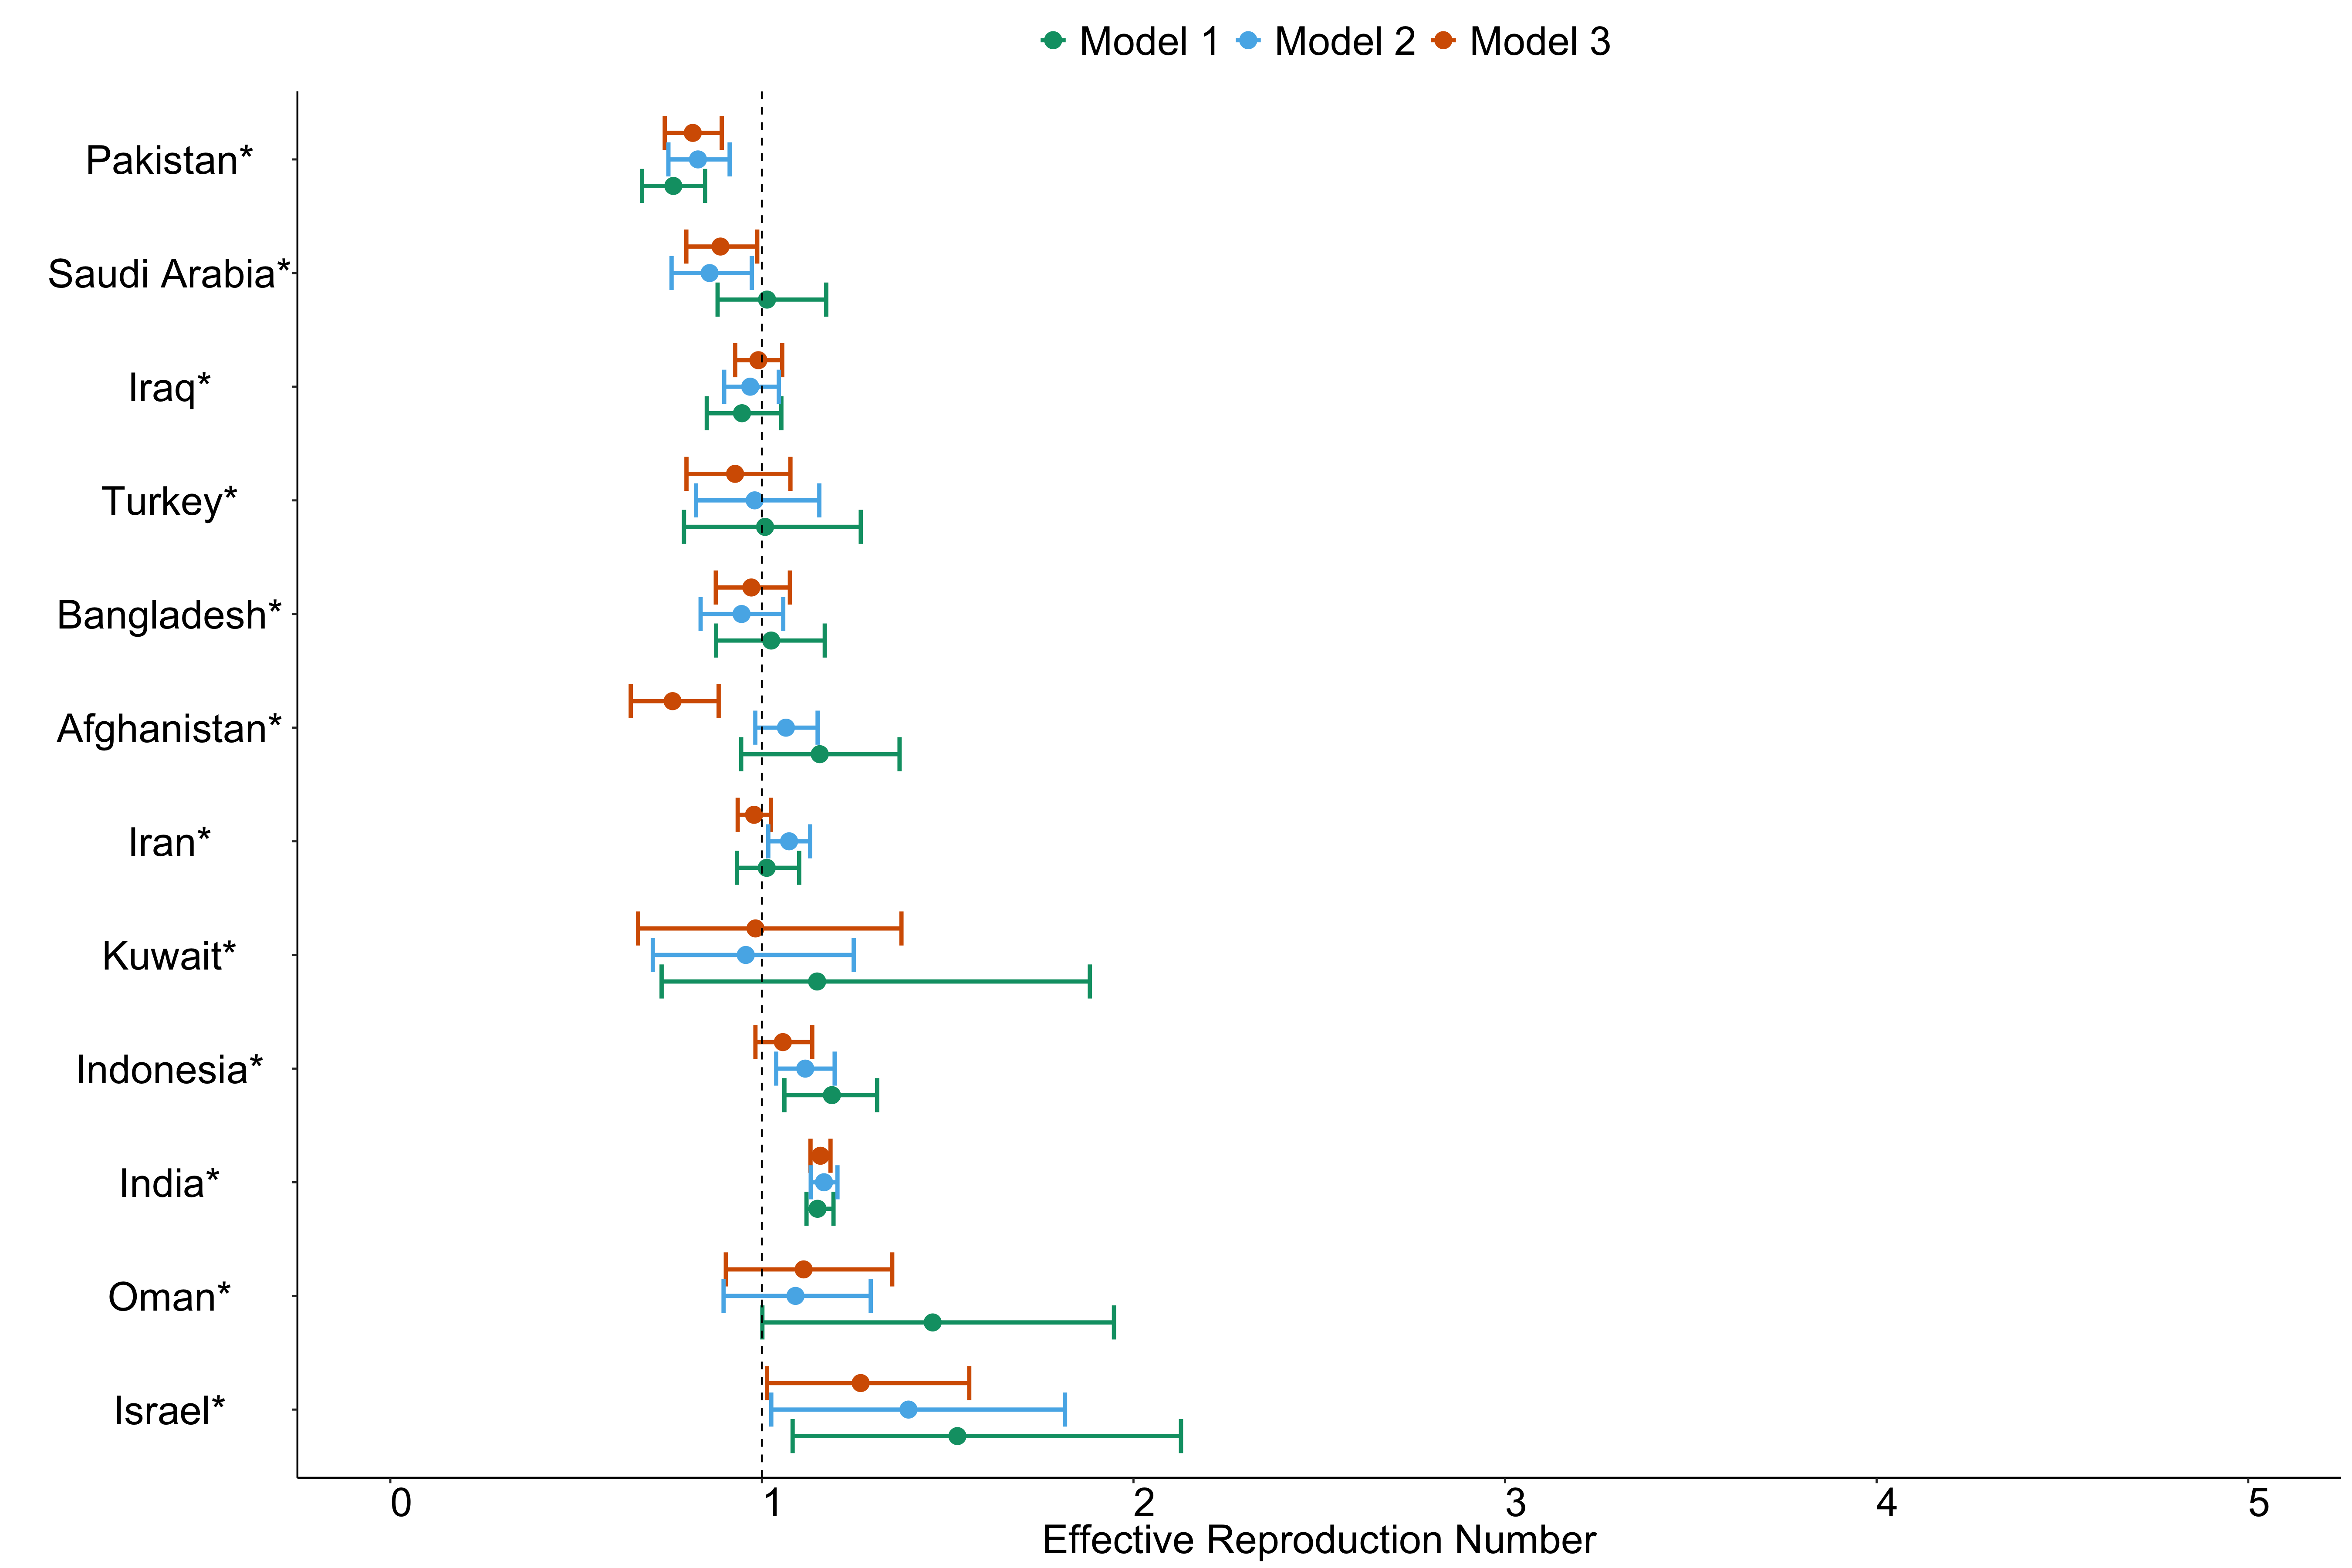 Model 1 Model 2 Model 3
Pakistan*
Saudi Arabia*
Iraq*
Turkey*
Bangladesh*
Afghanistan*
Iran*
Kuwait*
Indonesia*
India*
Oman*
Israel*
0 1 2 3 4 5
Effective Reproduction Number